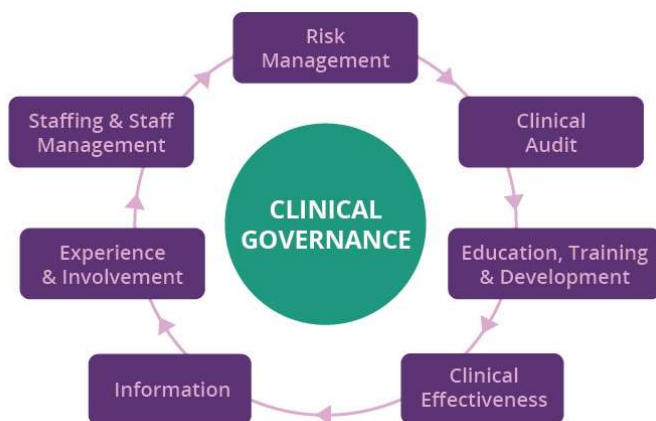 Risk
Management
Staffing & Staff
Management
Clinical
Audit
CLINICAL
GOVERNANCE
Experience
& Involvement
Education, Training
& Development
Information
Clinical
Effectiveness